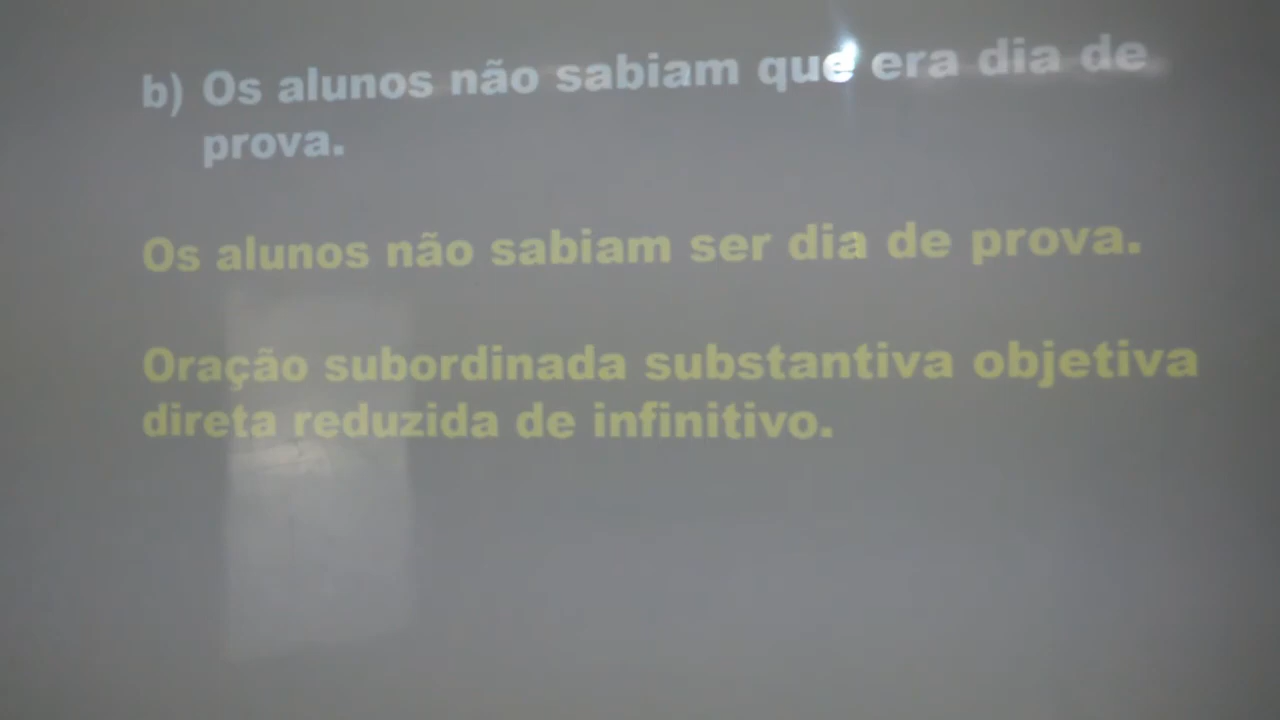 b) Os alunos não sabiam que era dia de
prova.
Os alunos não sabiam ser dia de prova.
Oração subordinada substantiva objetiva
direta reduzida de infinitivo.